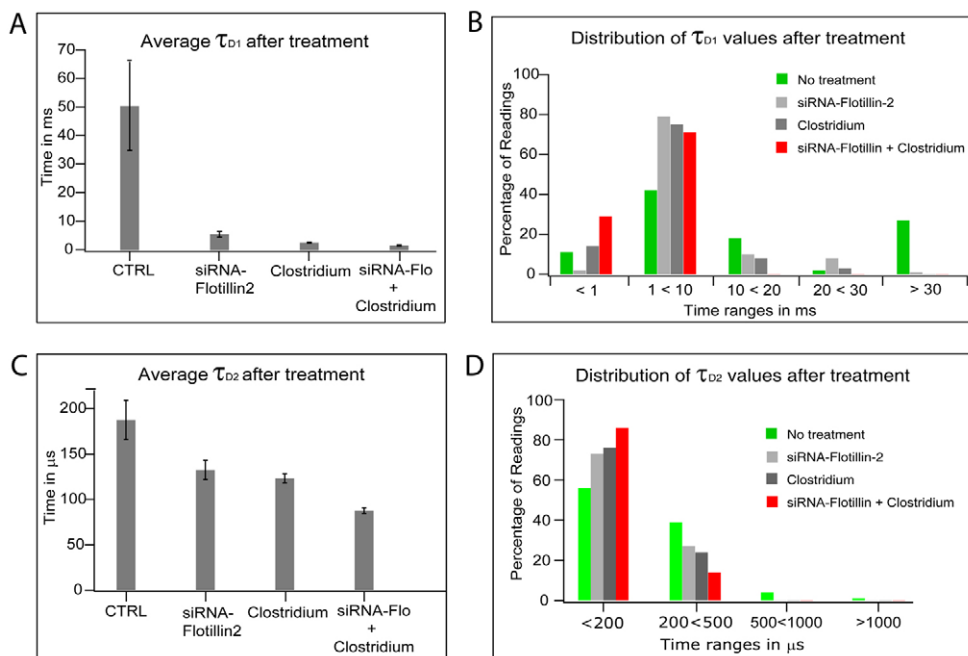 A
Average τD1 after treatment
Time in ms
70
60
50
40
30
20
10
0
CTRL
siRNA-
Flotillin2
Clostridium
siRNA-Flo
+
Clostridium
B
Distribution of τD1 values after treatment
Percentage of Readings
100
80
60
40
20
0
No treatment
siRNA-Flotillin-2
Clostridium
siRNA-Flotillin + Clostridium
< 1
1 < 10
10 < 20
20 < 30
> 30
Time ranges in ms
C
Average τD2 after treatment
Time in µs
200
150
100
50
0
CTRL
siRNA-
Flotillin2
Clostridium
siRNA-Flo
+
Clostridium
D
Distribution of τD2 values after treatment
Percentage of Readings
100
80
60
40
20
0
No treatment
siRNA-Flotillin-2
Clostridium
siRNA-Flotillin + Clostridium
<200
200<500
500<1000
>1000
Time ranges in µs